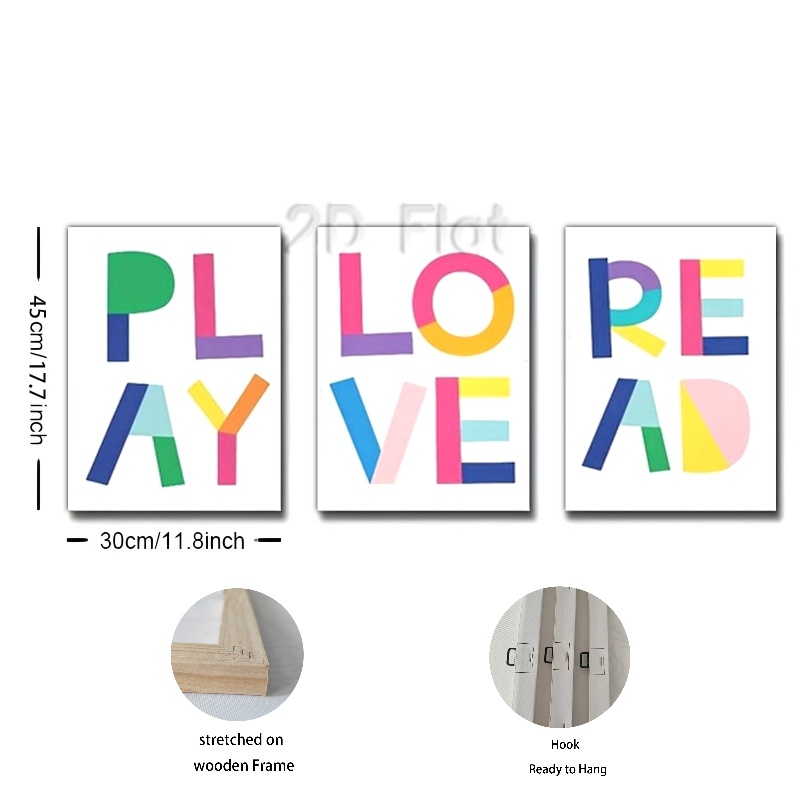 2D Flat
PL
AY
LO
VE
RE
AD
45cm/17.7inch
30cm/11.8inch
stretched on
wooden Frame
Hook
Ready to Hang